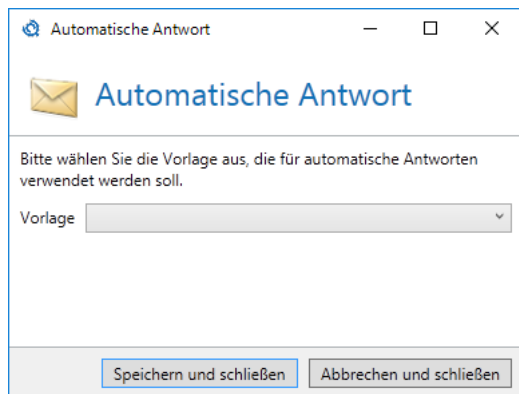 Automatische Antwort
Automatische Antwort
Bitte wählen Sie die Vorlage aus, die für automatische Antworten
verwendet werden soll.
Vorlage
Speichern und schließen Abbrechen und schließen